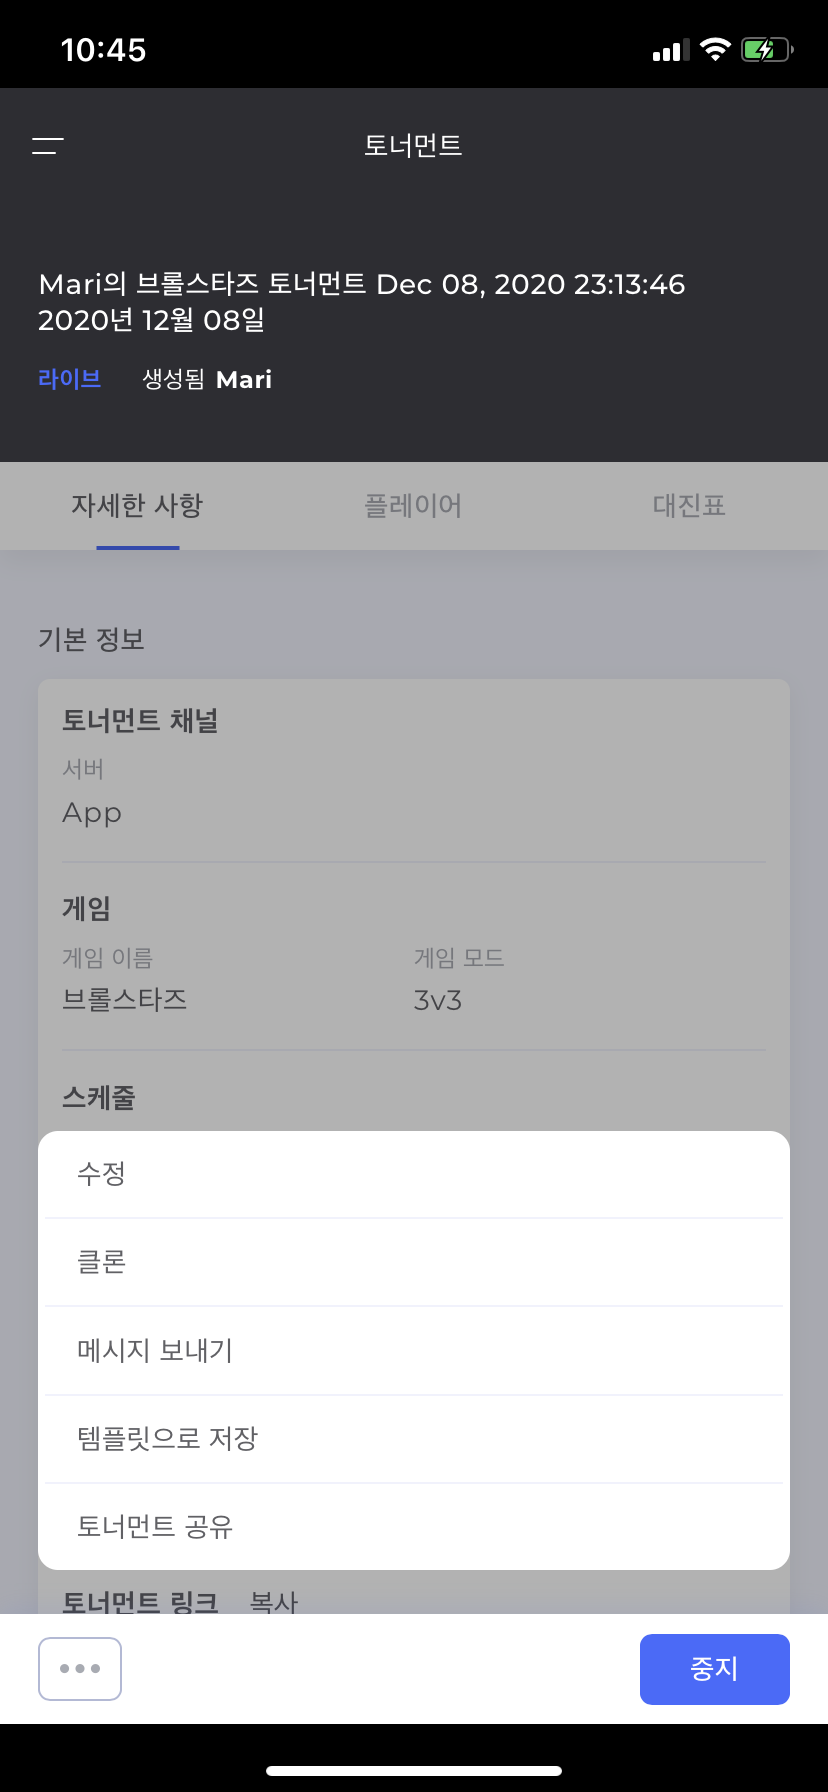 10:45
토너먼트
Mari의 브롤스타즈 토너먼트 Dec 08, 2020 23:13:46
2020년 12월 08일
라이브 생성됨 Mari
자세한 사항 플레이어 대진표
기본 정보
토너먼트 채널
서버
App
게임
게임 이름 게임 모드
브롤스타즈 3v3
스케줄
수정
클론
메시지 보내기
템플릿으로 저장
토너먼트 공유
토너먼트 링크 복사
중지